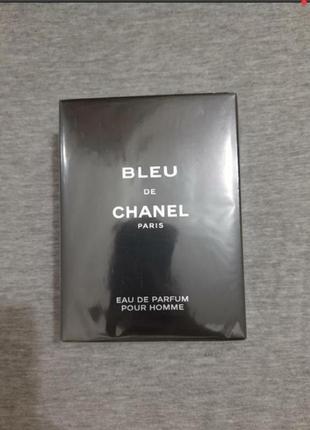 BLEU
DE
CHANEL
PARIS
EAU DE PARFUM
POUR HOMME